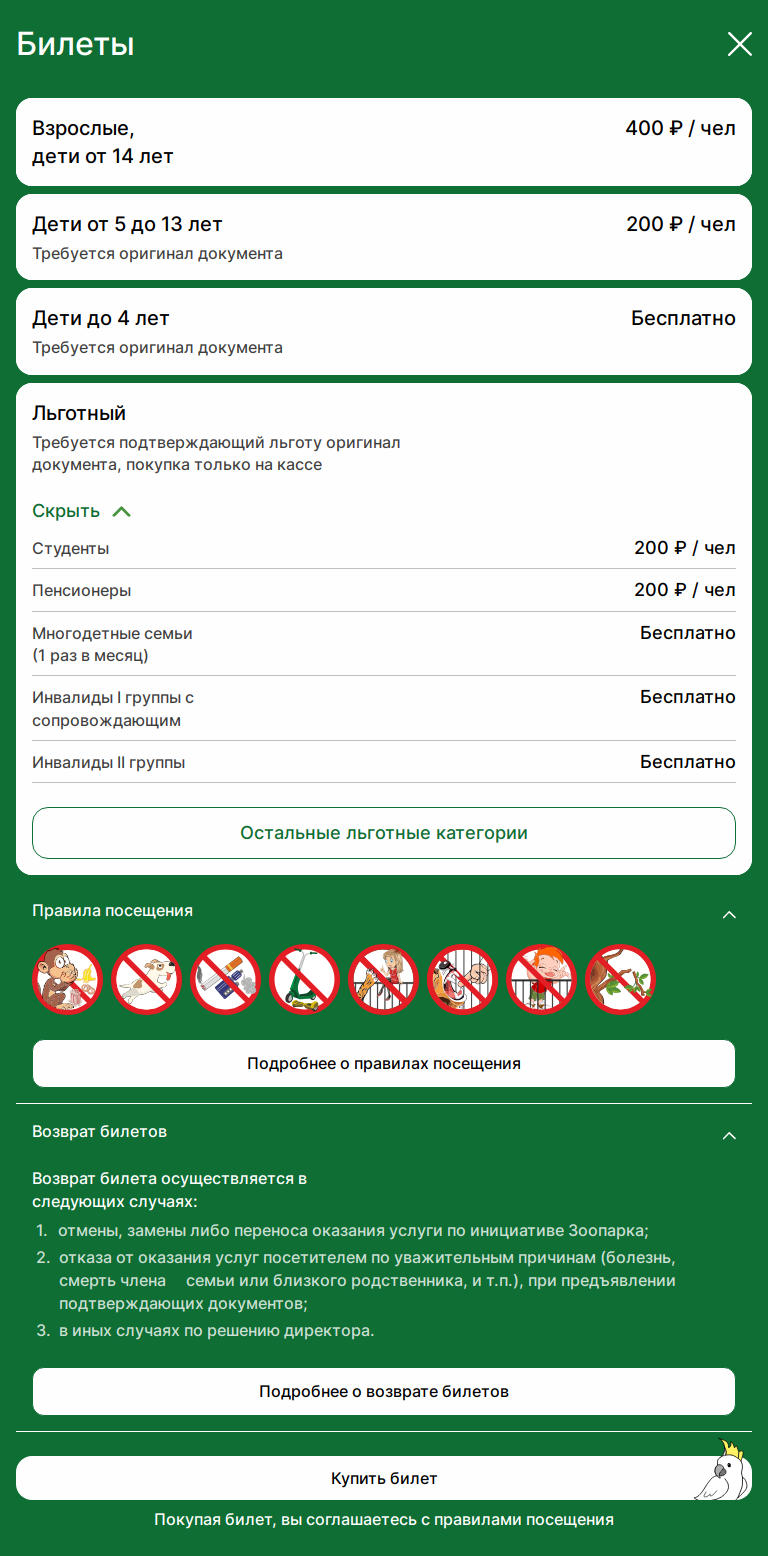 Билеты
Взрослые,
дети от 14 лет
400 ₽ / чел
Дети от 5 до 13 лет
200 ₽ / чел
Требуется оригинал документа
Дети до 4 лет
Бесплатно
Требуется оригинал документа
Льготный
Требуется подтверждающий льготу оригинал
документа, покупка только на кассе
Скрыть
Студенты
200 ₽ / чел
Пенсионеры
200 ₽ / чел
Многодетные семьи
(1 раз в месяц)
Бесплатно
Инвалиды I группы с
сопровождающим
Бесплатно
Инвалиды II группы
Бесплатно
Остальные льготные категории
Правила посещения
Подробнее о правилах посещения
Возврат билетов
Возврат билета осуществляется в
следующих случаях:
1. отмены, замены либо переноса оказания услуги по инициативе Зоопарка;
2. отказа от оказания услуг посетителем по уважительным причинам (болезнь,
смерть члена семьи или близкого родственника, и т.п.), при предъявлении
подтверждающих документов;
3. в иных случаях по решению директора.
Подробнее о возврате билетов
Купить билет
Покупая билет, вы соглашаетесь с правилами посещения